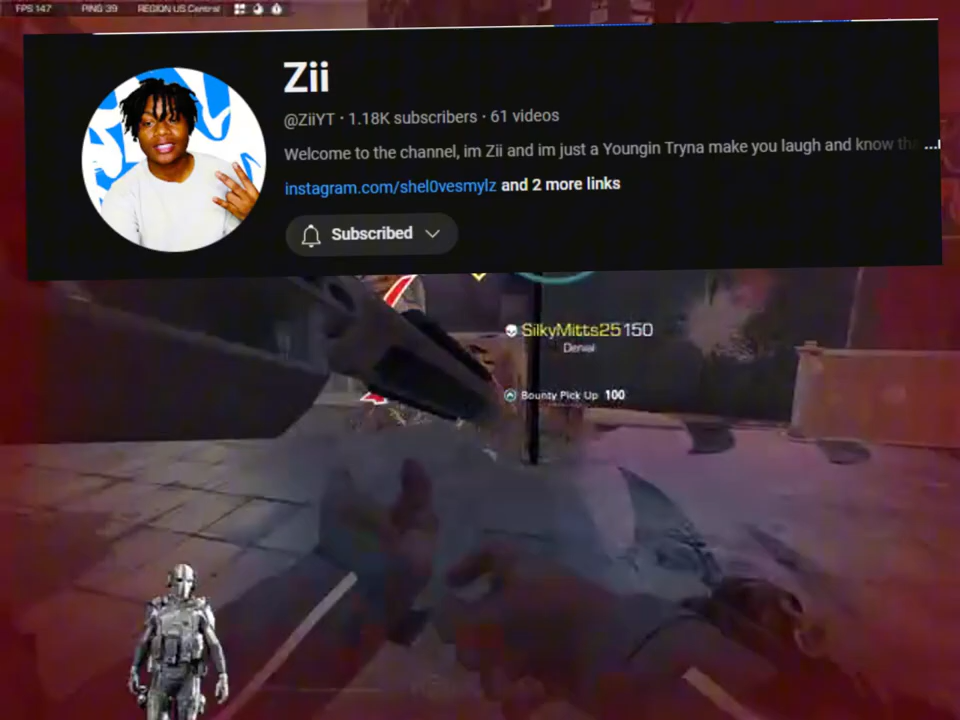 FPS 147 PING 39 REGION US Central
Zii
@ZiiYT · 1.18K subscribers · 61 videos
Welcome to the channel, im Zii and im just a Youngin Tryna make you laugh and know tha ...
instagram.com/shel0vesmylz and 2 more links
Subscribed
SilkyMitts25 150
Denial
Bounty Pick Up 100